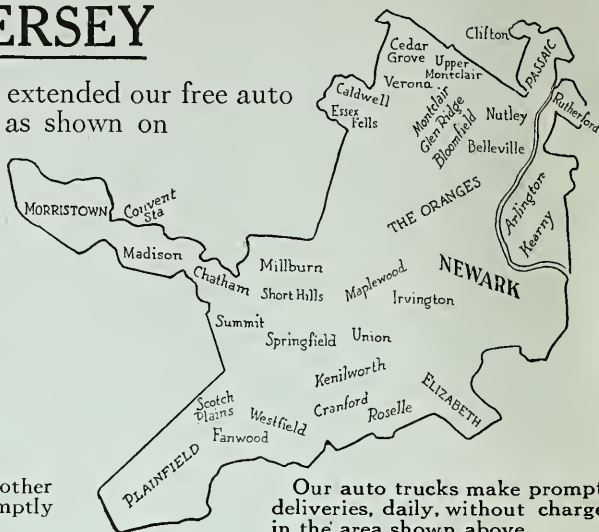 ERSEY
extended our free auto
as shown on
Clifton
PASSAIC
Cedar
Grove
Upper
Montclair
Verona
Caldwell
Essex
Fells
Montclair
Glen Ridge
Bloomfield
Nutley
Rutherford
Belleville
THE ORANGES
Arlington
Kearny
MORRISTOWN
Convent
Sta
Madison
Chatham
Millburn
Short Hills
Maplewood
NEWARK
Irvington
Summit
Springfield
Union
Kenilworth
Scotch
Plains
Westfield
Cranford
Roselle
ELIZABETH
Fanwood
PLAINFIELD
other
mptly
Our auto trucks make prompt
deliveries, daily, without charge
in the area shown above